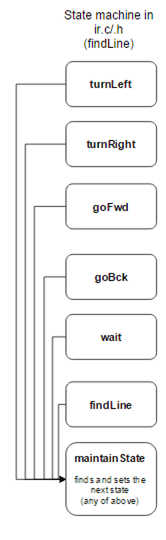 State machine in
ir.c/.h
(findLine)
turnLeft
turnRight
goFwd
goBck
wait
findLine
maintainState
finds and sets the
next state
(any of above)